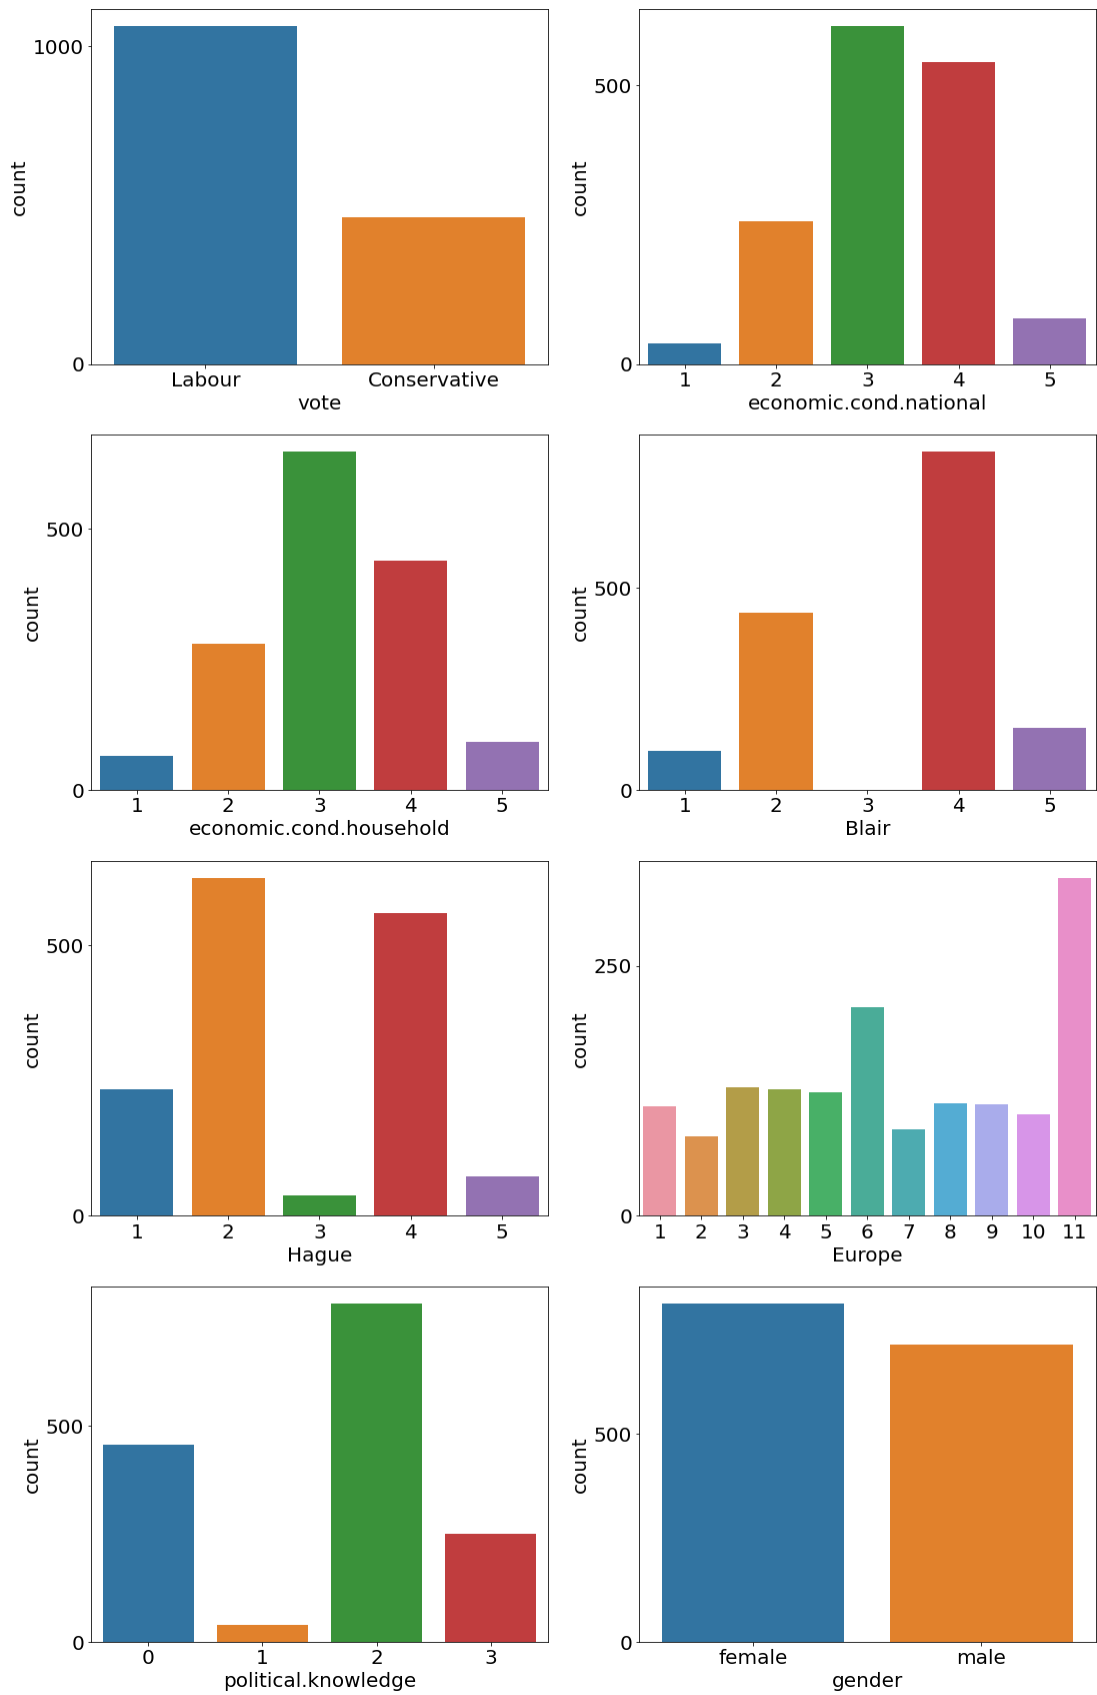 1000
0
count
Labour Conservative
vote
500
0
count
1 2 3 4 5
economic.cond.national
500
0
count
1 2 3 4 5
economic.cond.household
500
0
count
1 2 3 4 5
Blair
500
0
count
1 2 3 4 5
Hague
250
0
count
1 2 3 4 5 6 7 8 9 10 11
Europe
500
0
count
0 1 2 3
political.knowledge
500
0
count
female male
gender